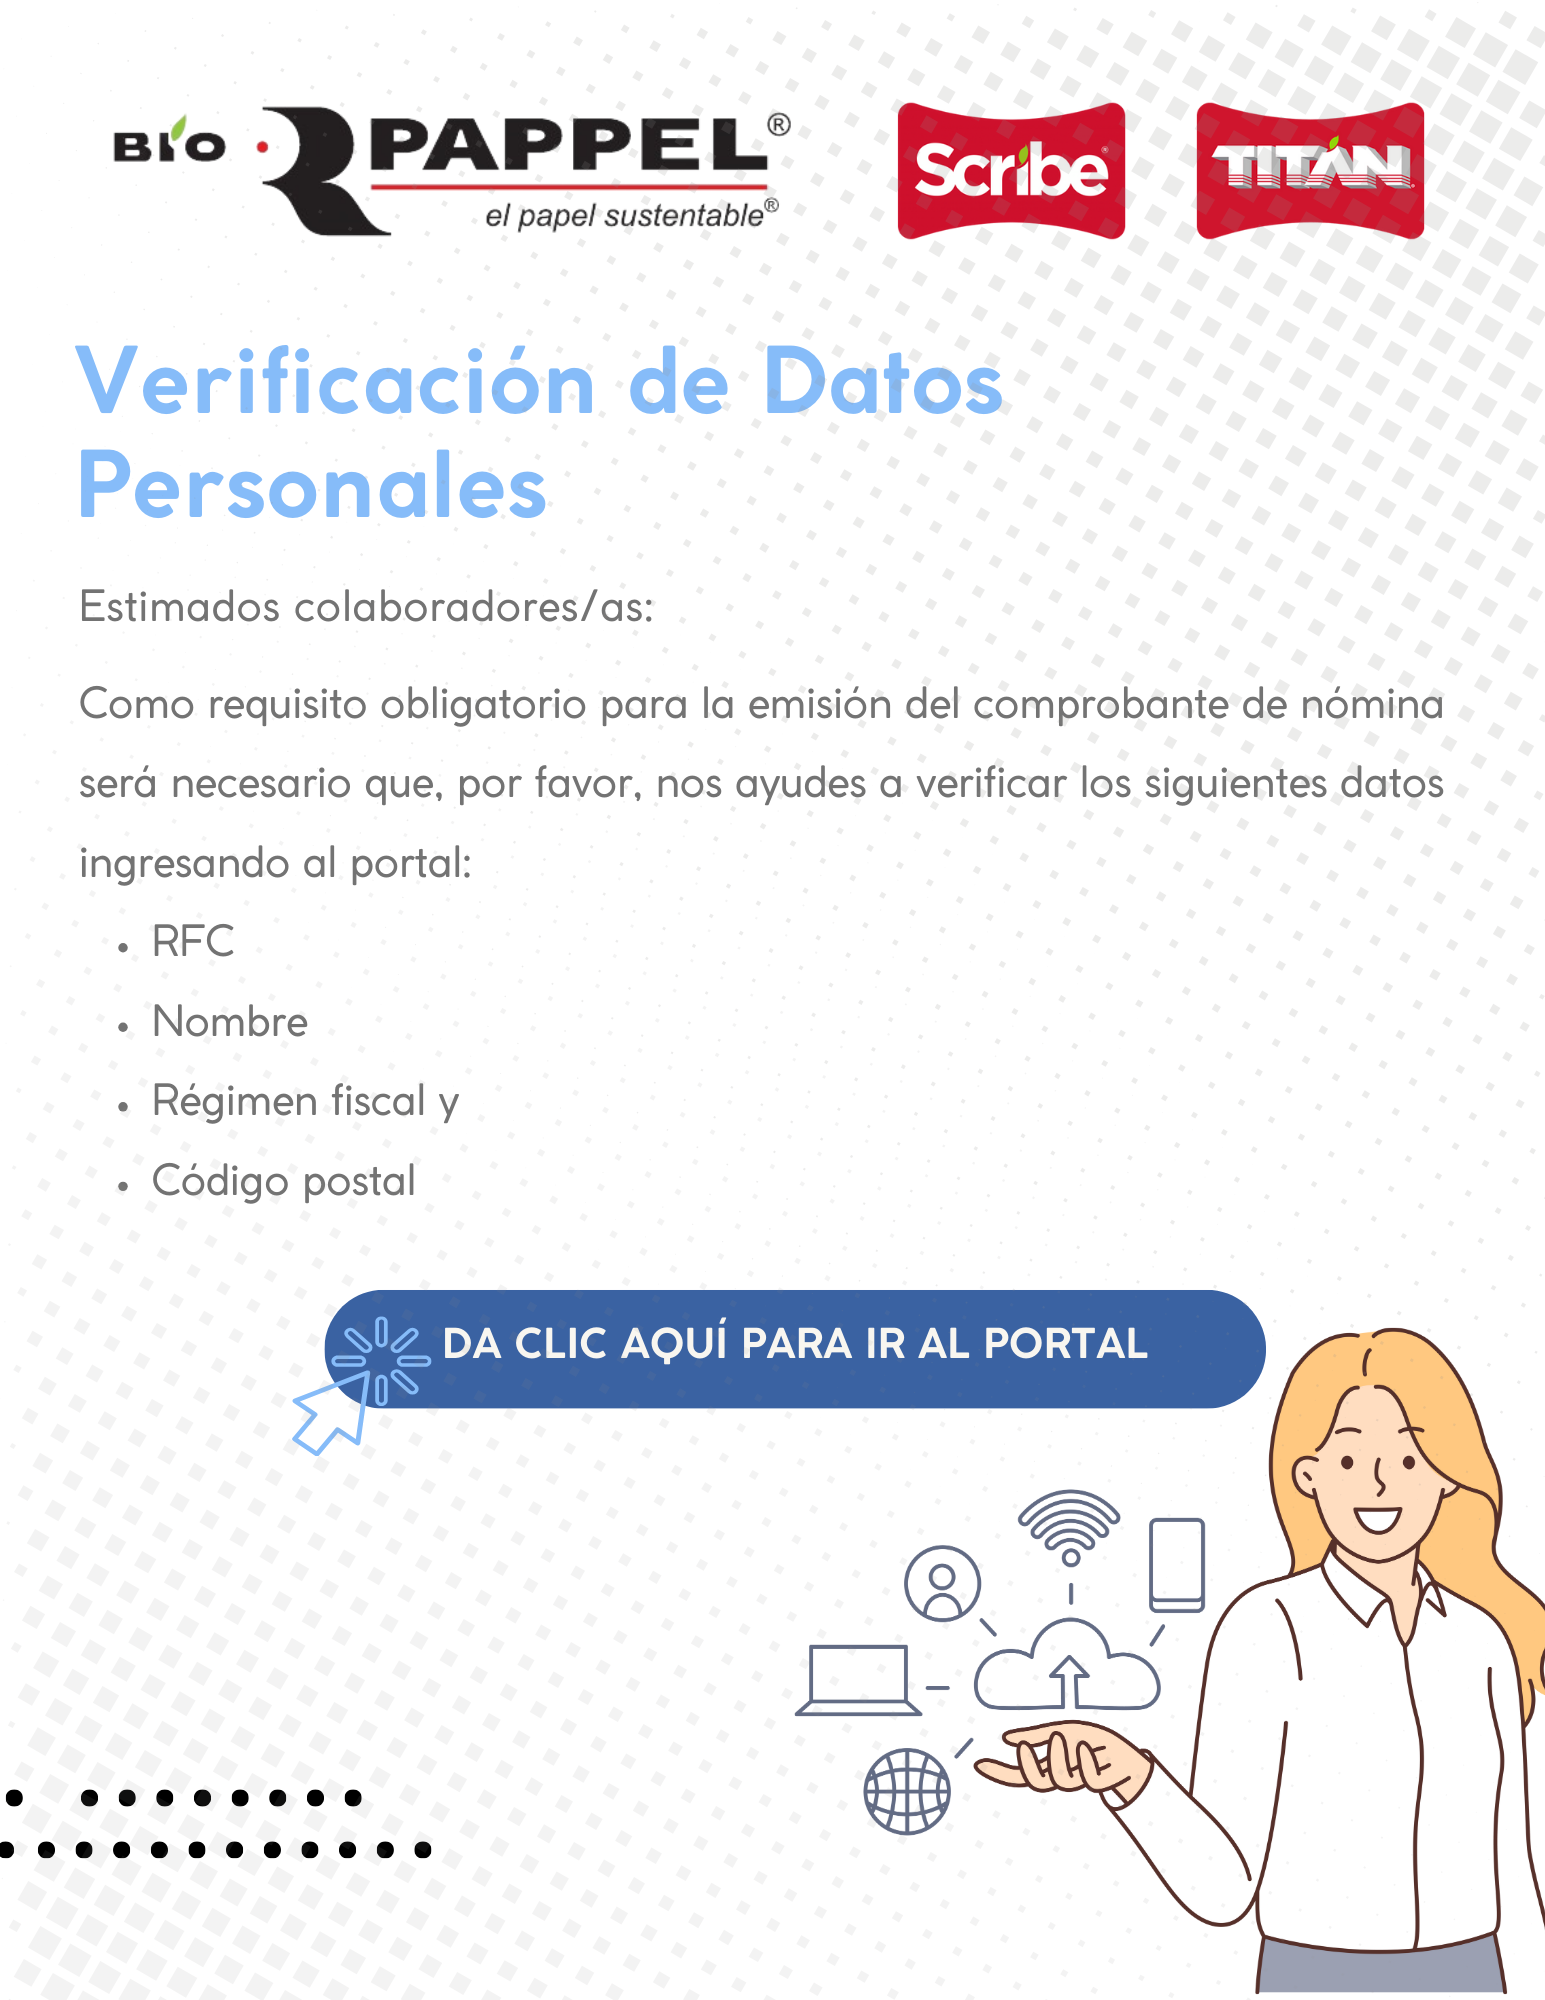 BIO PAPPEL®
el papel sustentable®
Scribe®
TITÁN
Verificación de Datos
Personales
Estimados colaboradores/as:
Como requisito obligatorio para la emisión del comprobante de nómina
será necesario que, por favor, nos ayudes a verificar los siguientes datos
ingresando al portal:
• RFC
• Nombre
• Régimen fiscal y
• Código postal
DA CLIC AQUÍ PARA IR AL PORTAL